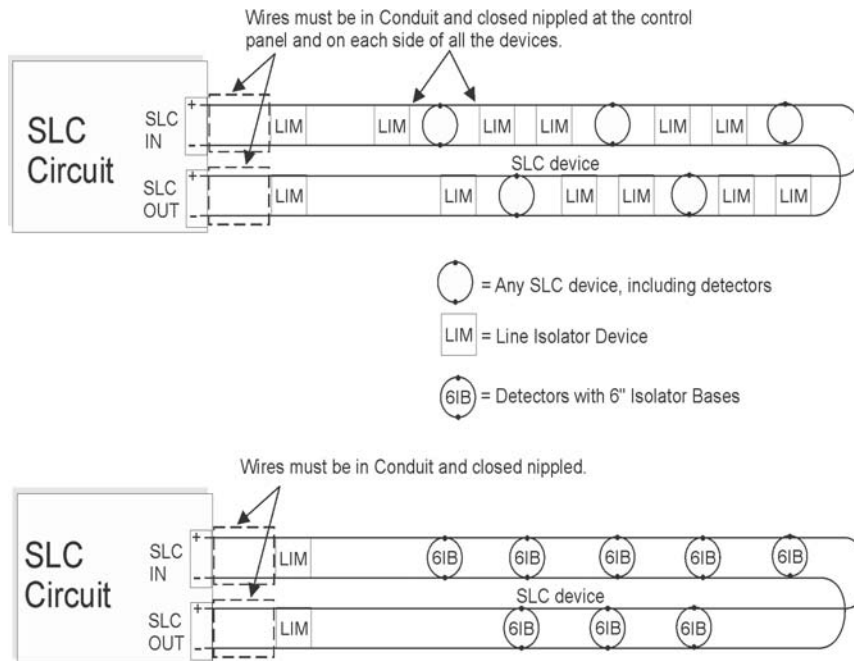 Wires must be in Conduit and closed nippled at the control
panel and on each side of all the devices.
SLC
Circuit
+
SLC
IN
-
LIM
LIM
LIM
LIM
LIM
LIM
SLC device
+
SLC
OUT
-
LIM
LIM
LIM
LIM
LIM
LIM
= Any SLC device, including detectors
LIM = Line Isolator Device
6IB = Detectors with 6" Isolator Bases
Wires must be in Conduit and closed nippled.
SLC
Circuit
+
SLC
IN
-
LIM
6IB
6IB
6IB
6IB
6IB
SLC device
+
SLC
OUT
-
LIM
6IB
6IB
6IB